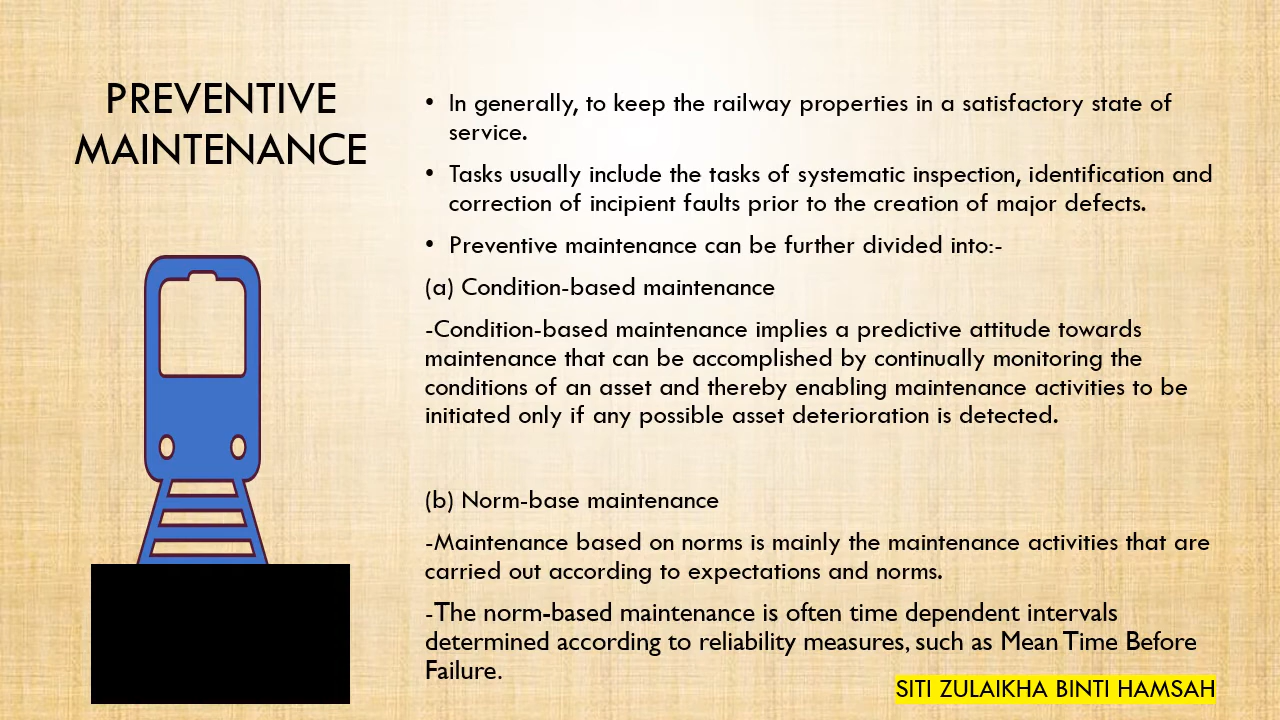 PREVENTIVE
MAINTENANCE
• In generally, to keep the railway properties in a satisfactory state of
service.
• Tasks usually include the tasks of systematic inspection, identification and
correction of incipient faults prior to the creation of major defects.
• Preventive maintenance can be further divided into:-
(a) Condition-based maintenance
-Condition-based maintenance implies a predictive attitude towards
maintenance that can be accomplished by continually monitoring the
conditions of an asset and thereby enabling maintenance activities to be
initiated only if any possible asset deterioration is detected.
(b) Norm-base maintenance
-Maintenance based on norms is mainly the maintenance activities that are
carried out according to expectations and norms.
-The norm-based maintenance is often time dependent intervals
determined according to reliability measures, such as Mean Time Before
Failure.
SITI ZULAIKHA BINTI HAMSAH